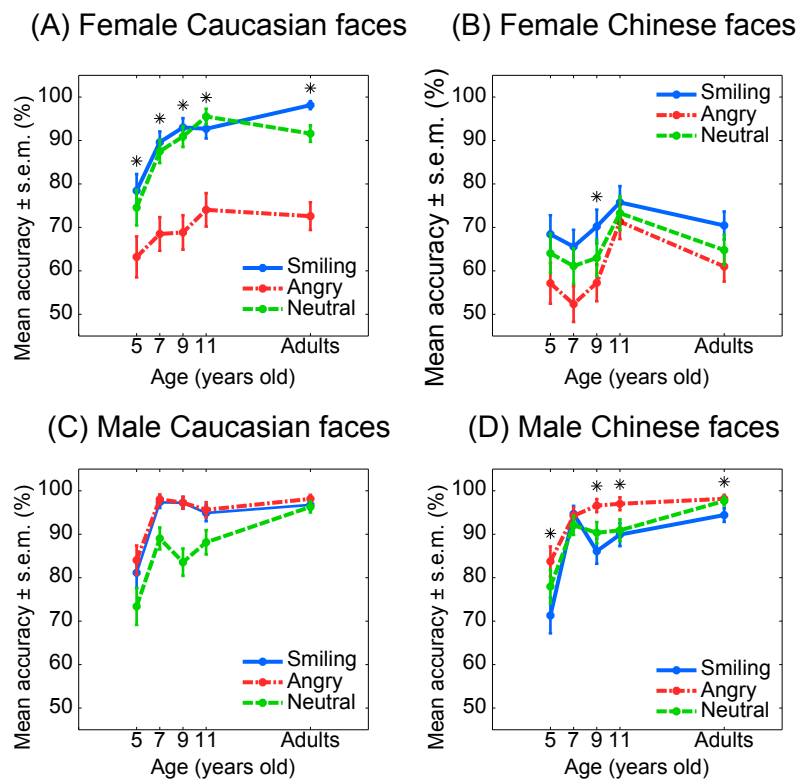 (A) Female Caucasian faces
Mean accuracy ± s.e.m. (%)
100
90
80
70
60
50
* * * * *
Smiling
Angry
Neutral
5 7 9 11 Adults
Age (years old)
(B) Female Chinese faces
Mean accuracy ± s.e.m. (%)
100
90
80
70
60
50
Smiling
Angry
Neutral
*
5 7 9 11 Adults
Age (years old)
(C) Male Caucasian faces
Mean accuracy ± s.e.m. (%)
100
90
80
70
60
50
Smiling
Angry
Neutral
5 7 9 11 Adults
Age (years old)
(D) Male Chinese faces
Mean accuracy ± s.e.m. (%)
100
90
80
70
60
50
* * * *
Smiling
Angry
Neutral
5 7 9 11 Adults
Age (years old)